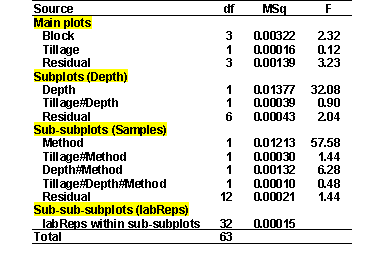 Source df MSq F
Main plots
Block 3 0.00322 2.32
Tillage 1 0.00016 0.12
Residual 3 0.00139 3.23
Subplots (Depth)
Depth 1 0.01377 32.08
Tillage#Depth 1 0.00039 0.90
Residual 6 0.00043 2.04
Sub-subplots (Samples)
Method 1 0.01213 57.58
Tillage#Method 1 0.00030 1.44
Depth#Method 1 0.00132 6.28
Tillage#Depth#Method 1 0.00010 0.48
Residual 12 0.00021 1.44
Sub-sub-subplots (labReps)
labReps within sub-subplots 32 0.00015
Total 63